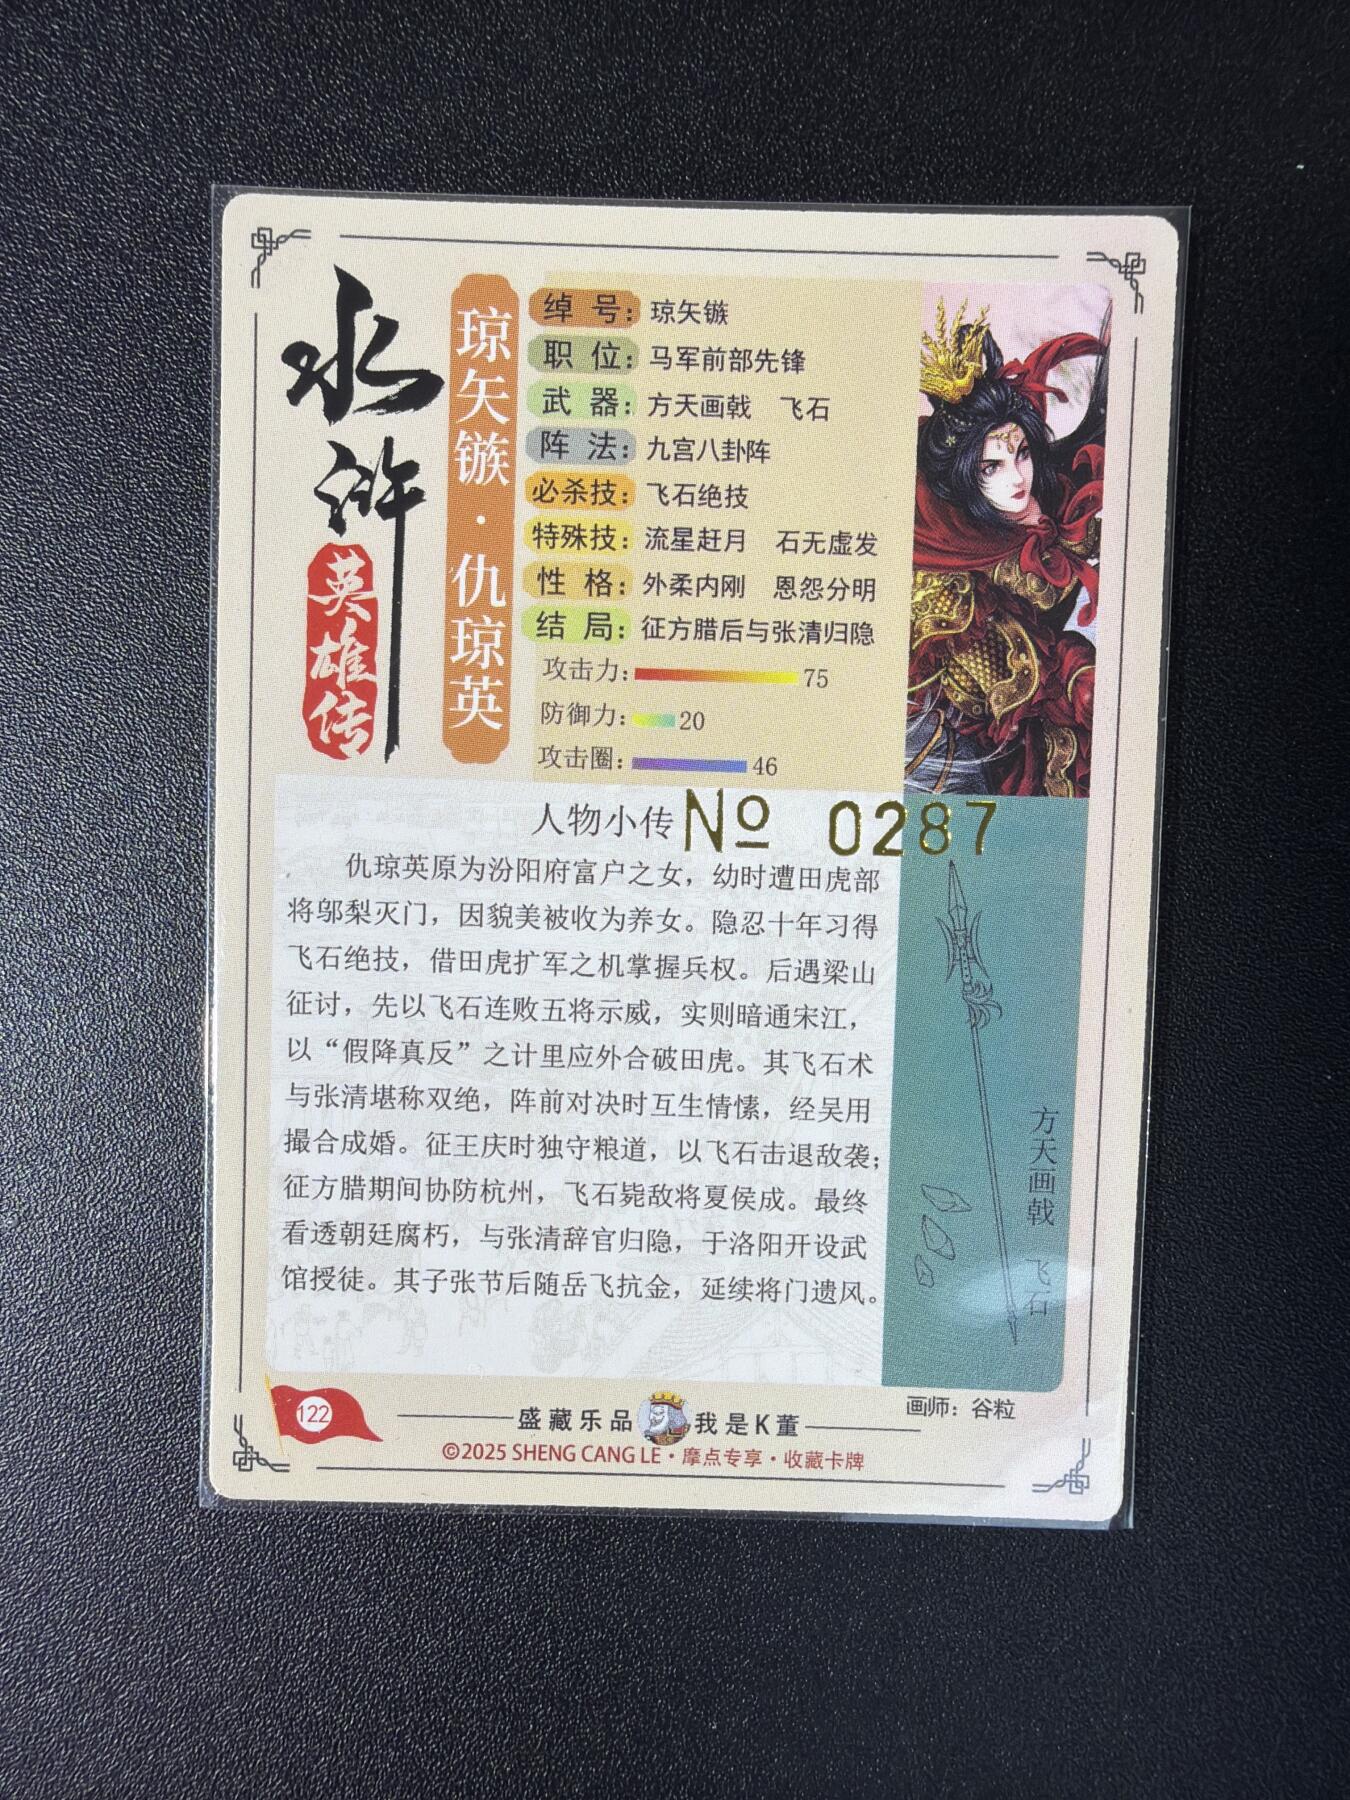 水浒
英雄传
琼矢镞·仇琼英
绰号：琼矢镞
职位：马军前部先锋
武器：方天画戟 飞石
阵法：九宫八卦阵
必杀技：飞石绝技
特殊技：流星赶月 石无虚发
性格：外柔内刚 恩怨分明
结局：征方腊后与张清归隐
攻击力：75
防御力：20
攻击圈：46
人物小传 No 0287
仇琼英原为汾阳府富户之女，幼时遭田虎部
将邬梨灭门，因貌美被收为养女。隐忍十年习得
飞石绝技，借田虎扩军之机掌握兵权。后遇梁山
征讨，先以飞石连败五将示威，实则暗通宋江，
以“假降真反”之计里应外合破田虎。其飞石术
与张清堪称双绝，阵前对决时互生情愫，经吴用
撮合成婚。征王庆时独守粮道，以飞石击退敌袭；
征方腊期间协防杭州，飞石毙敌将夏侯成。最终
看透朝廷腐朽，与张清辞官归隐，于洛阳开设武
馆授徒。其子张节后随岳飞抗金，延续将门遗风。
方天画戟 飞石
画师：谷粒
122
盛藏乐品 我是K董
©2025 SHENG CANG LE·摩点专享·收藏卡牌